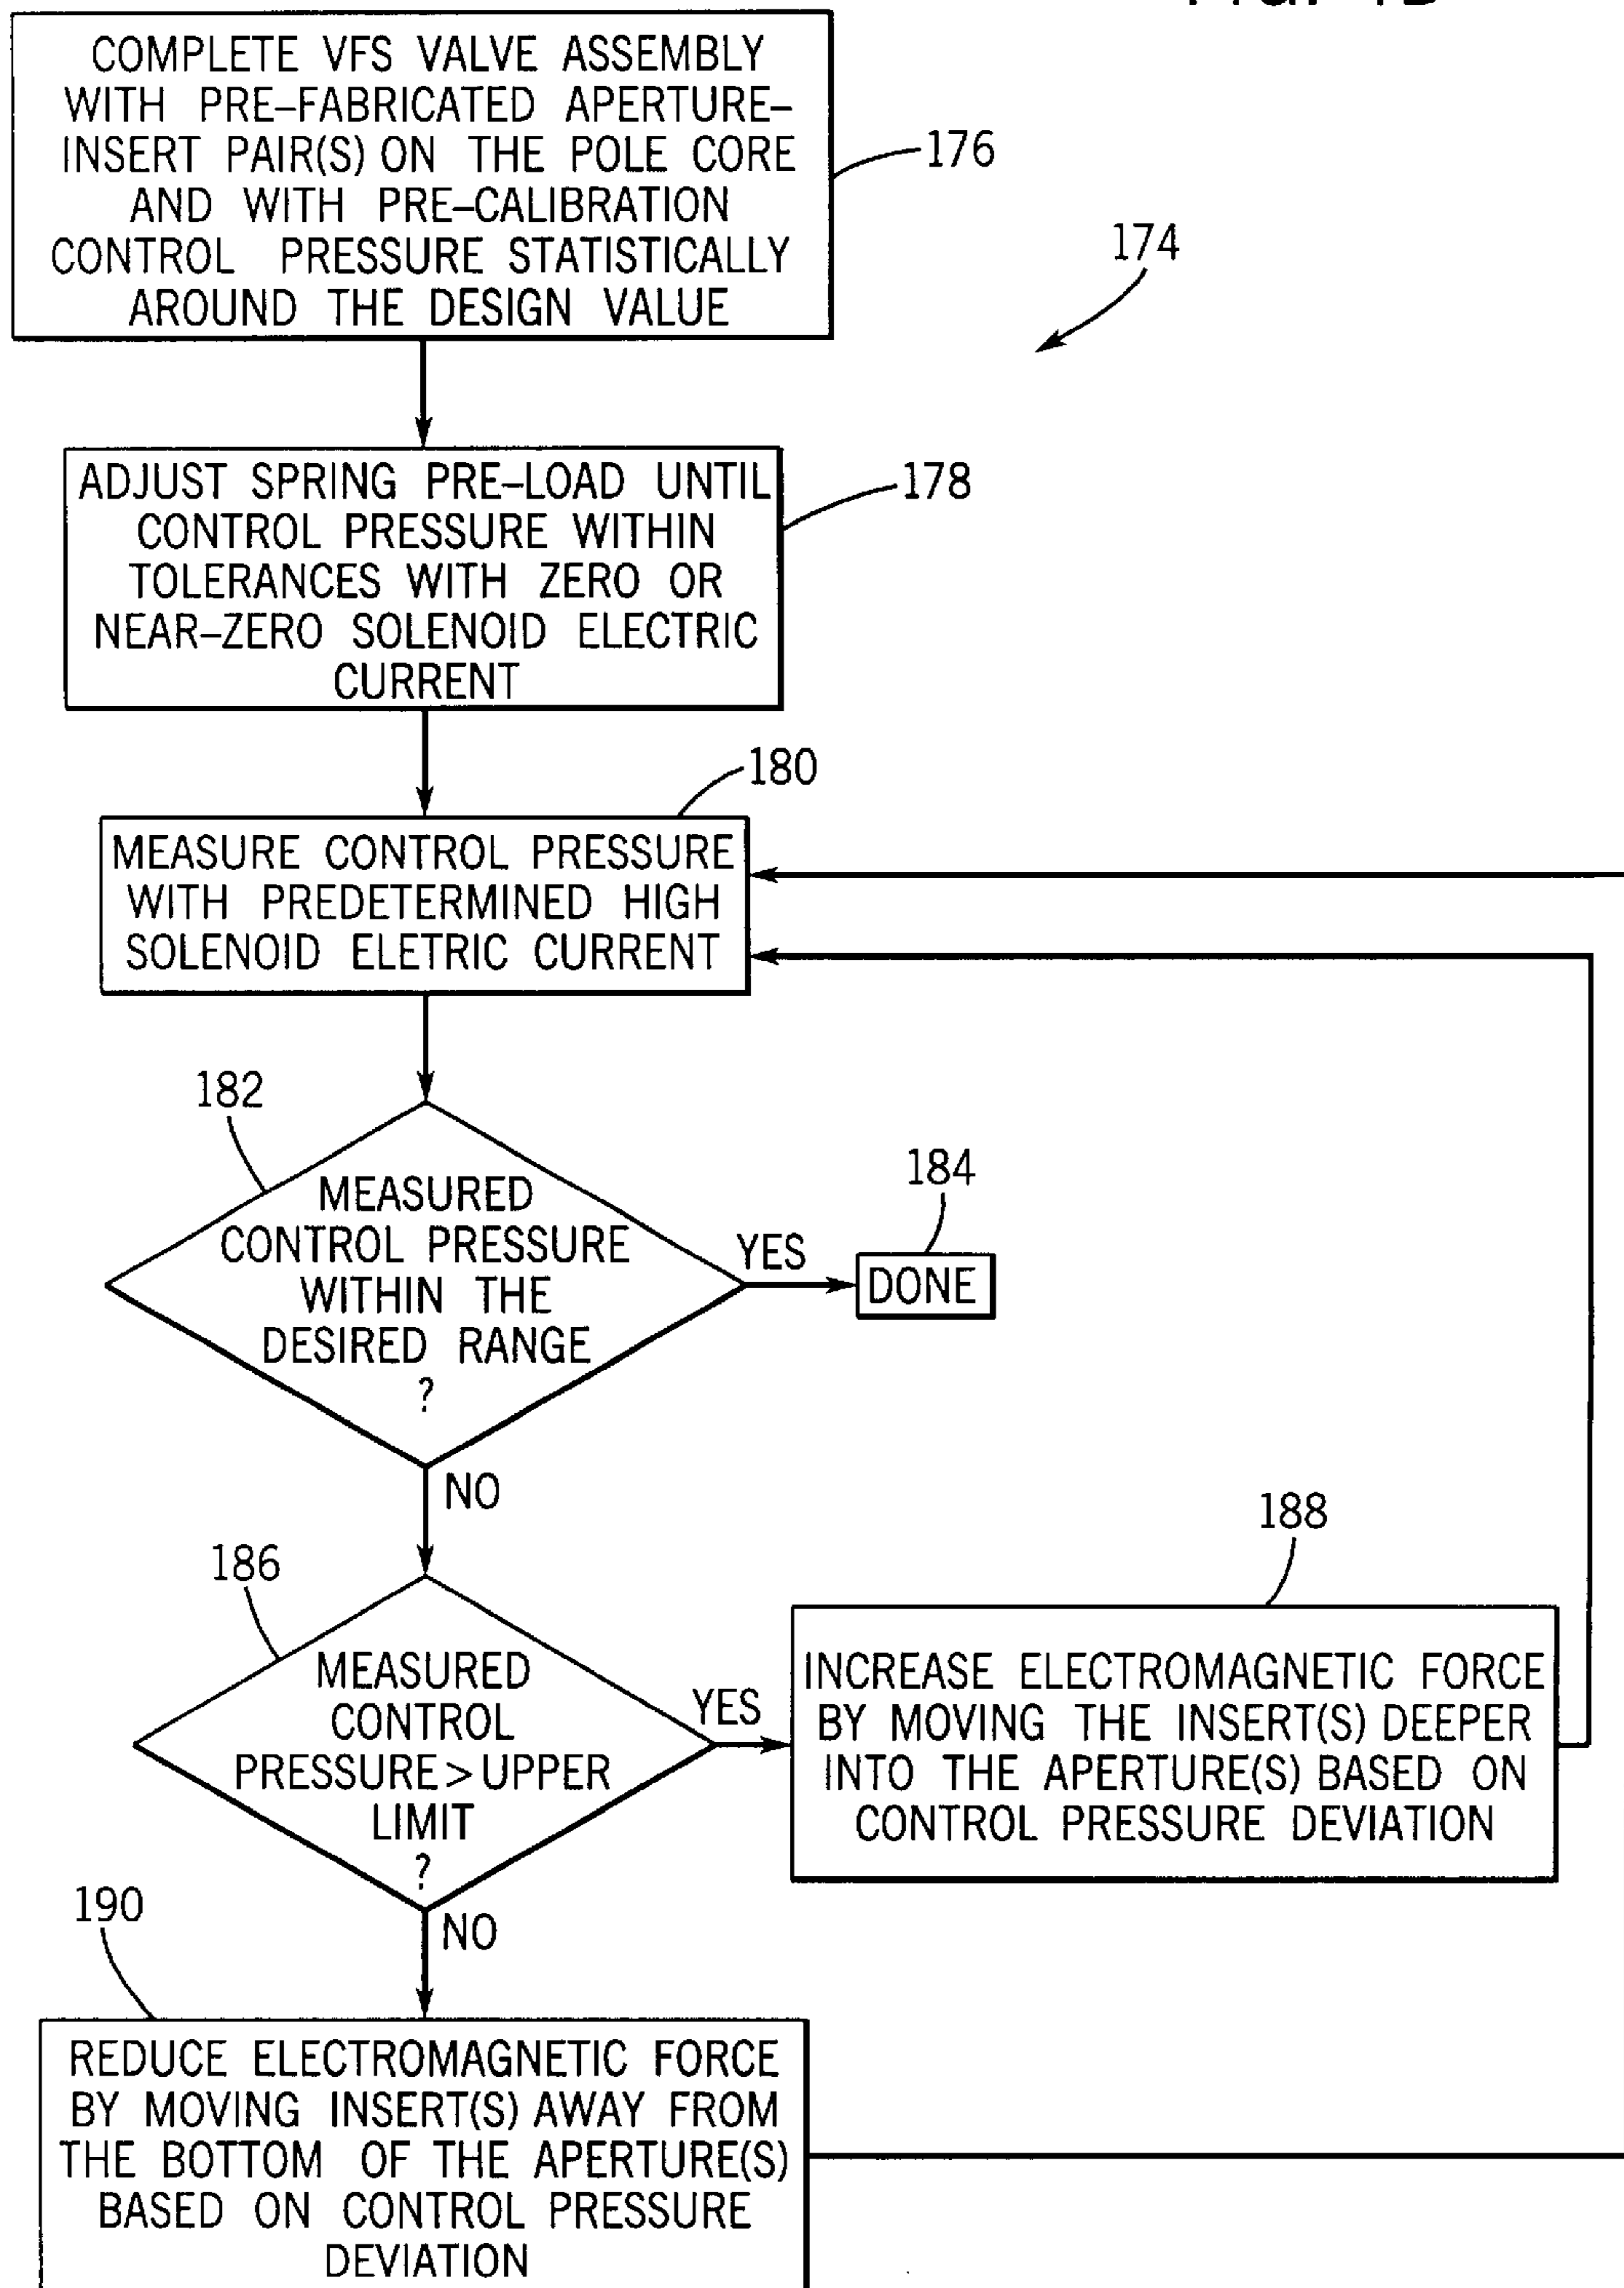 COMPLETE VFS VALVE ASSEMBLY
WITH PRE-FABRICATED APERTURE-
INSERT PAIR(S) ON THE POLE CORE
AND WITH PRE-CALIBRATION
CONTROL PRESSURE STATISTICALLY
AROUND THE DESIGN VALUE
176
174
ADJUST SPRING PRE-LOAD UNTIL
CONTROL PRESSURE WITHIN
TOLERANCES WITH ZERO OR
NEAR-ZERO SOLENOID ELECTRIC
CURRENT
178
180
MEASURE CONTROL PRESSURE
WITH PREDETERMINED HIGH
SOLENOID ELETRIC CURRENT
182
MEASURED
CONTROL PRESSURE
WITHIN THE
DESIRED RANGE
?
YES
184
DONE
NO
186
MEASURED
CONTROL
PRESSURE > UPPER
LIMIT
?
YES
188
INCREASE ELECTROMAGNETIC FORCE
BY MOVING THE INSERT(S) DEEPER
INTO THE APERTURE(S) BASED ON
CONTROL PRESSURE DEVIATION
NO
190
REDUCE ELECTROMAGNETIC FORCE
BY MOVING INSERT(S) AWAY FROM
THE BOTTOM OF THE APERTURE(S)
BASED ON CONTROL PRESSURE
DEVIATION